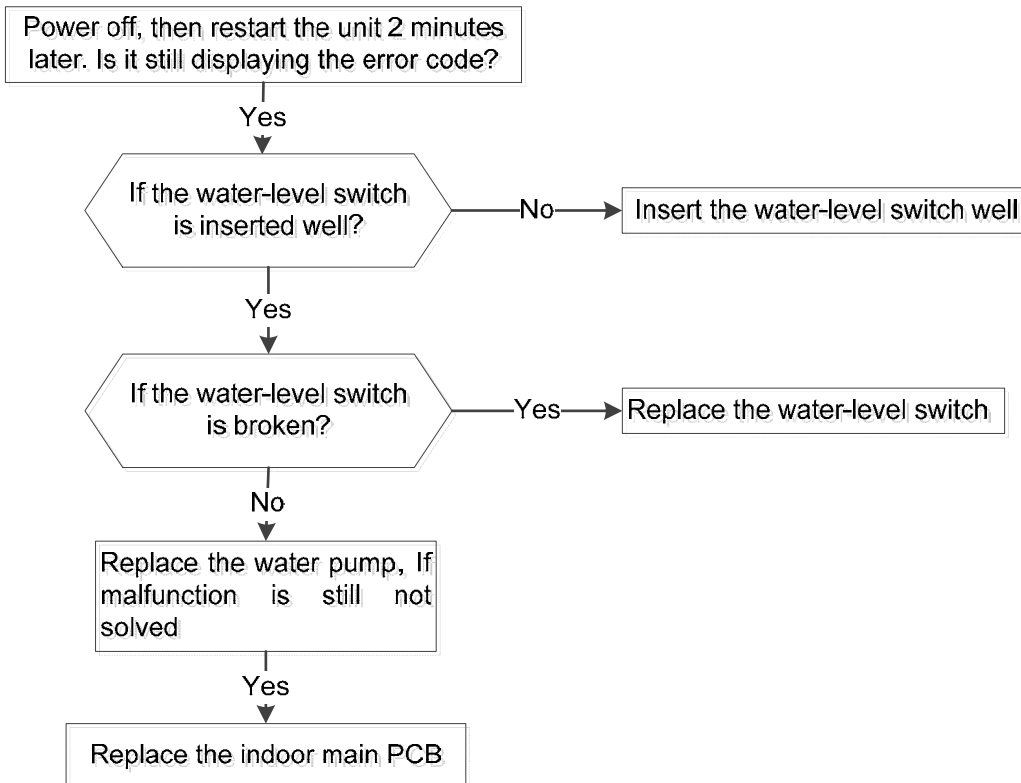 Power off, then restart the unit 2 minutes
later. Is it still displaying the error code?
Yes
If the water-level switch
is inserted well?
No
Insert the water-level switch well
Yes
If the water-level switch
is broken?
Yes
Replace the water-level switch
No
Replace the water pump, If
malfunction is still not
solved
Yes
Replace the indoor main PCB